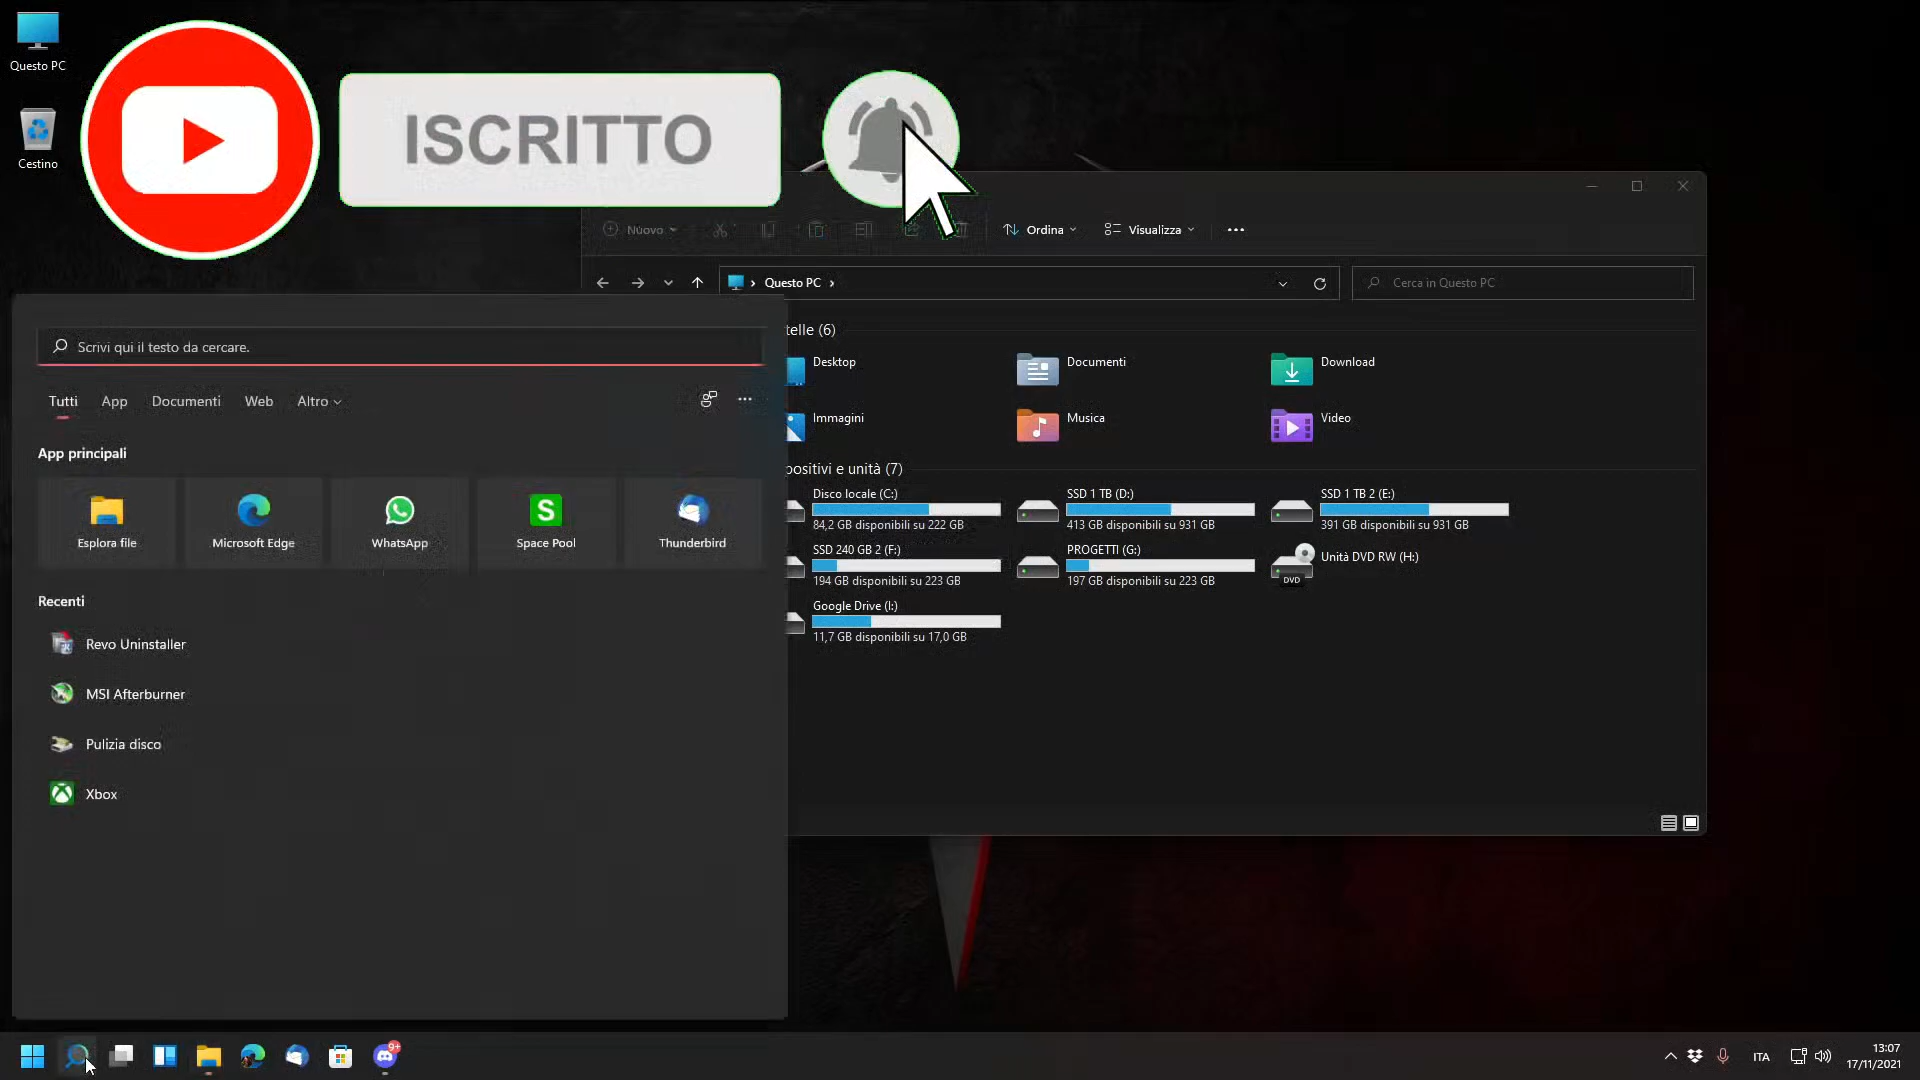 Questo PC
Cestino
ISCRITTO
Nuovo
Ordina
Visualizza
Questo PC
Cerca in Questo PC
Scrivi qui il testo da cercare.
Tutti App Documenti Web Altro
App principali
Esplora file
Microsoft Edge
WhatsApp
S
Space Pool
Thunderbird
Recenti
Revo Uninstaller
MSI Afterburner
Pulizia disco
Xbox
telle (6)
Desktop
Documenti
Download
Immagini
Musica
Video
positivi e unità (7)
Disco locale (C:)
84,2 GB disponibili su 222 GB
SSD 1 TB (D:)
413 GB disponibili su 931 GB
SSD 1 TB 2 (E:)
391 GB disponibili su 931 GB
SSD 240 GB 2 (F:)
194 GB disponibili su 223 GB
PROGETTI (G:)
197 GB disponibili su 223 GB
DVD
Unità DVD RW (H:)
Google Drive (I:)
11,7 GB disponibili su 17,0 GB
9+
ITA
13:07
17/11/2021